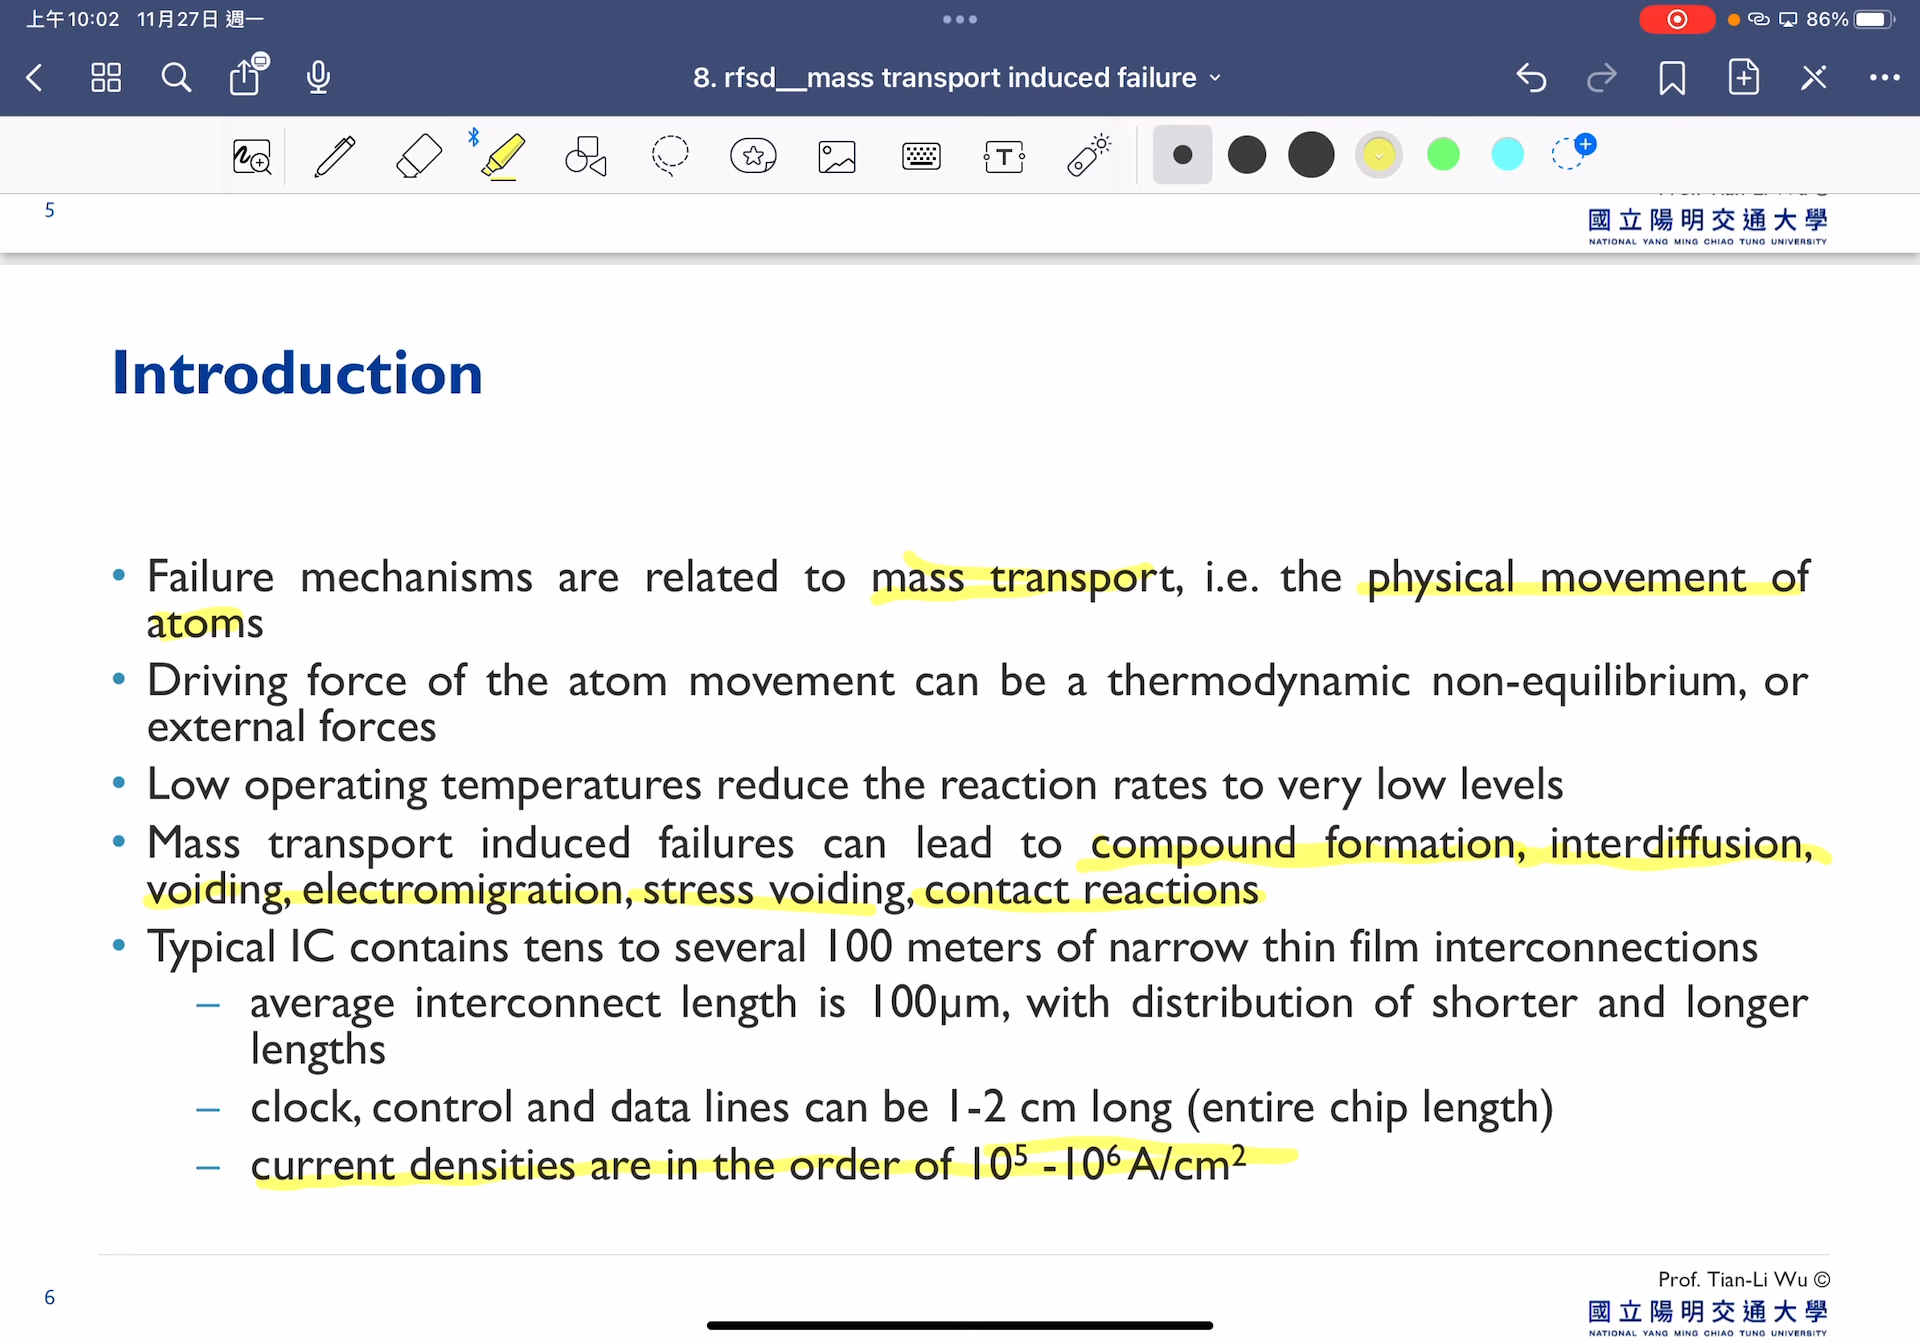 上午10:02 11月27日 週一
86%
8. rfsd__mass transport induced failure
5
國立陽明交通大學
NATIONAL YANG MING CHIAO TUNG UNIVERSITY
Introduction
• Failure mechanisms are related to mass transport, i.e. the physical movement of
atoms
• Driving force of the atom movement can be a thermodynamic non-equilibrium, or
external forces
• Low operating temperatures reduce the reaction rates to very low levels
• Mass transport induced failures can lead to compound formation, interdiffusion,
voiding, electromigration, stress voiding, contact reactions
• Typical IC contains tens to several 100 meters of narrow thin film interconnections
– average interconnect length is 100µm, with distribution of shorter and longer
lengths
– clock, control and data lines can be 1-2 cm long (entire chip length)
– current densities are in the order of 10⁵ -10⁶ A/cm²
6
Prof. Tian-Li Wu ©
國立陽明交通大學
NATIONAL YANG MING CHIAO TUNG UNIVERSITY